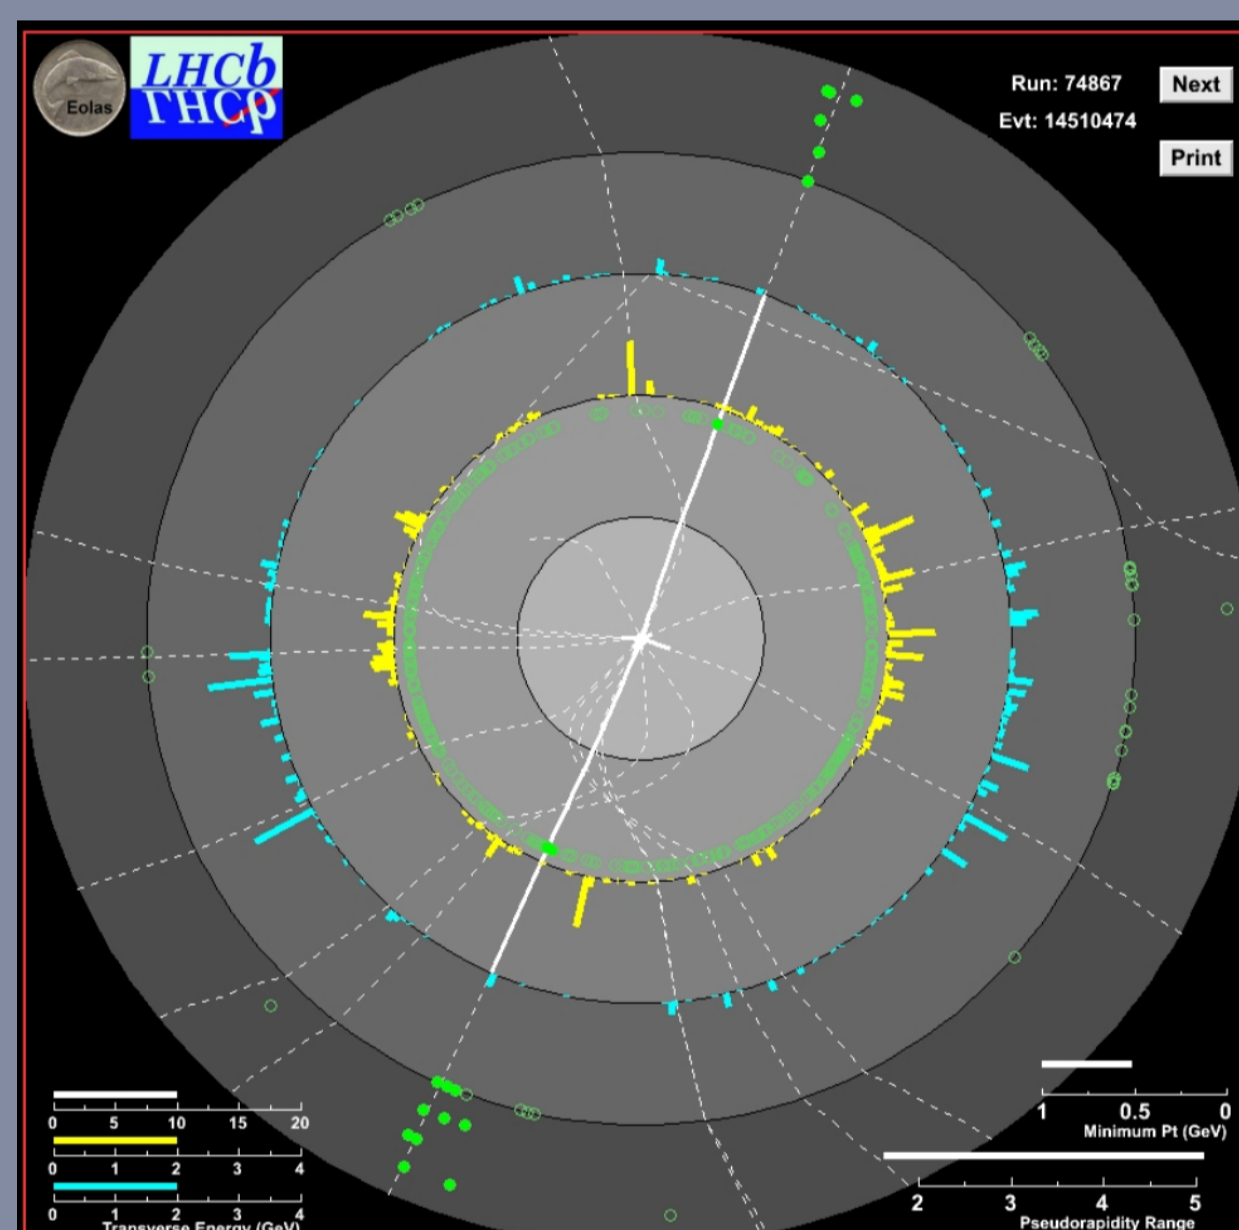 Eolas
LHCb
ΓHCp
Run: 74867
Evt: 14510474
Next
Print
0 5 10 15 20
0 1 2 3 4
0 1 2 3 4
Transverse Energy (GeV)
1 0.5 0
Minimum Pt (GeV)
2 3 4 5
Pseudorapidity Range